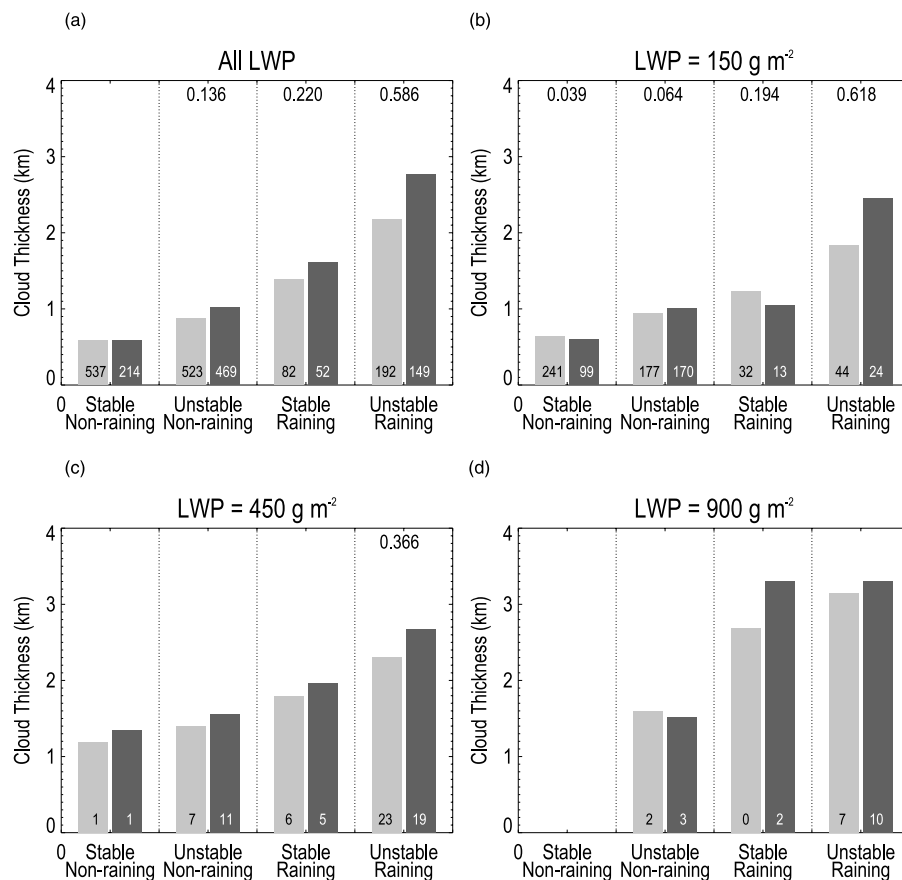 (a)
All LWP
4
3
2
1
0
0
Cloud Thickness (km)
0.136 0.220 0.586
537 214 523 469 82 52 192 149
Stable Unstable Stable Unstable
Non-raining Non-raining Raining Raining
(b)
LWP = 150 g m⁻²
4
3
2
1
0
0
Cloud Thickness (km)
0.039 0.064 0.194 0.618
241 99 177 170 32 13 44 24
Stable Unstable Stable Unstable
Non-raining Non-raining Raining Raining
(c)
LWP = 450 g m⁻²
4
3
2
1
0
0
Cloud Thickness (km)
0.366
1 1 7 11 6 5 23 19
Stable Unstable Stable Unstable
Non-raining Non-raining Raining Raining
(d)
LWP = 900 g m⁻²
4
3
2
1
0
0
Cloud Thickness (km)
2 3 0 2 7 10
Stable Unstable Stable Unstable
Non-raining Non-raining Raining Raining